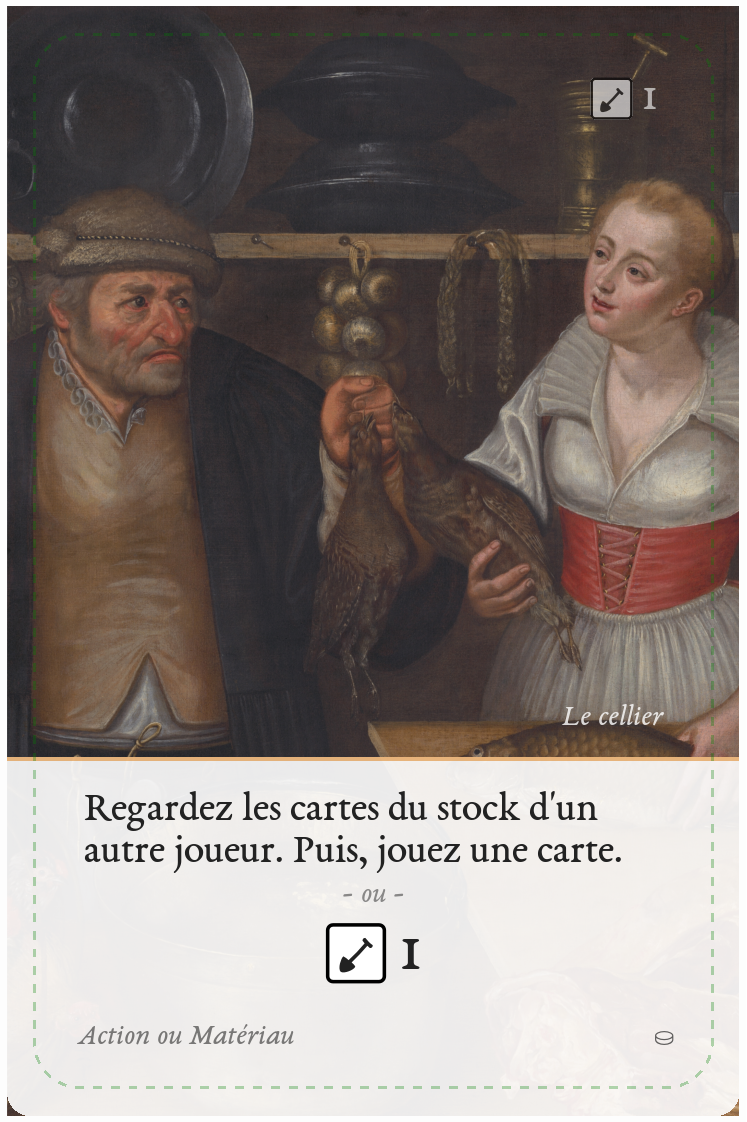 I
Le cellier
Regardez les cartes du stock d'un
autre joueur. Puis, jouez une carte.
- ou -
I
Action ou Matériau